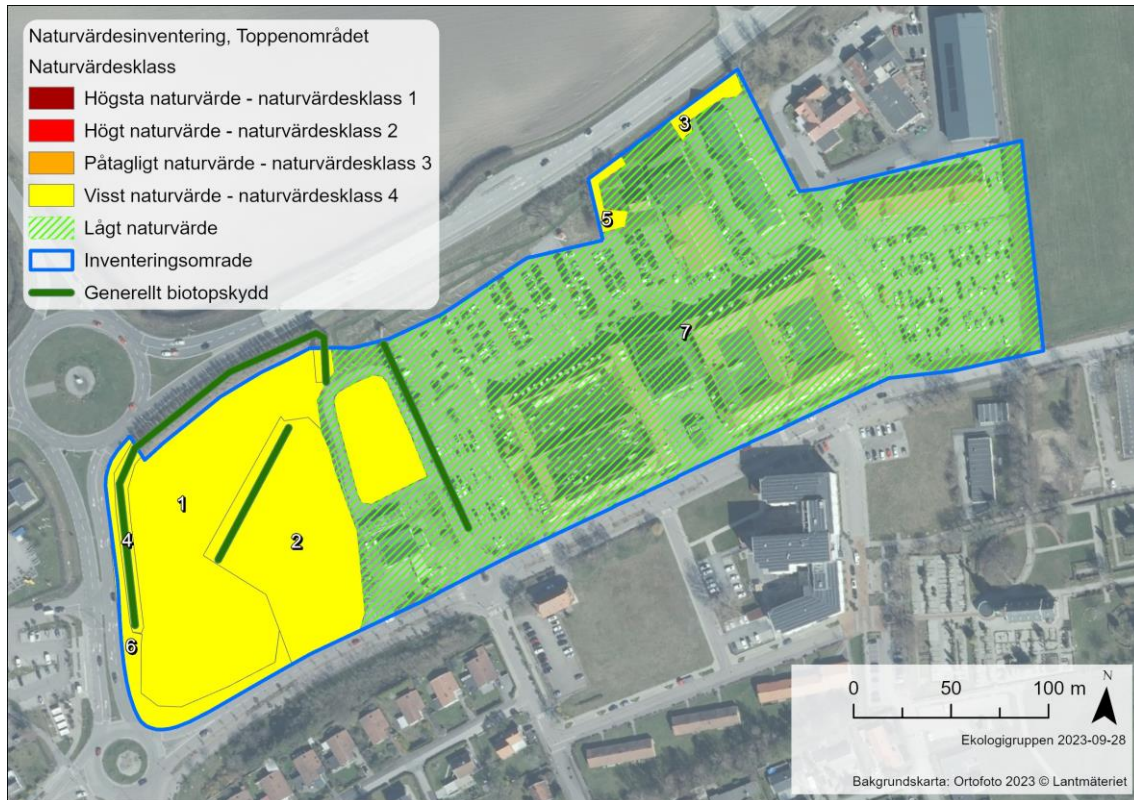 Naturvärdesinventering, Toppenområdet
Naturvärdesklass
Högsta naturvärde - naturvärdesklass 1
Högt naturvärde - naturvärdesklass 2
Påtagligt naturvärde - naturvärdesklass 3
Visst naturvärde - naturvärdesklass 4
Lågt naturvärde
Inventeringsomrade
Generellt biotopskydd
3
5
7
1
4
2
6
0 50 100 m
N
Ekologigruppen 2023-09-28
Bakgrundskarta: Ortofoto 2023 © Lantmäteriet